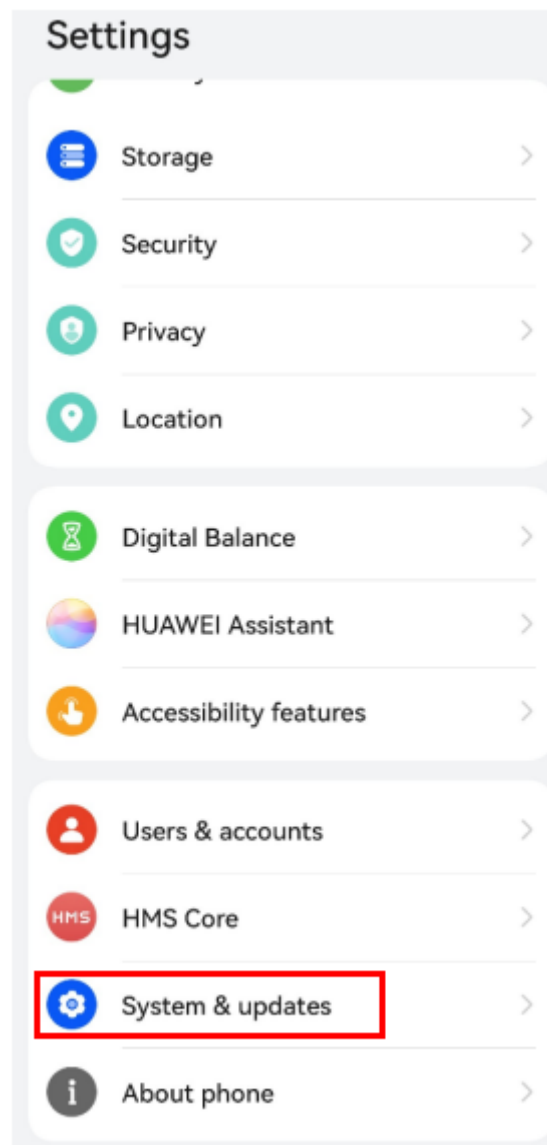 Settings
Storage
Security
Privacy
Location
Digital Balance
HUAWEI Assistant
Accessibility features
Users & accounts
HMS
HMS Core
System & updates
i
About phone